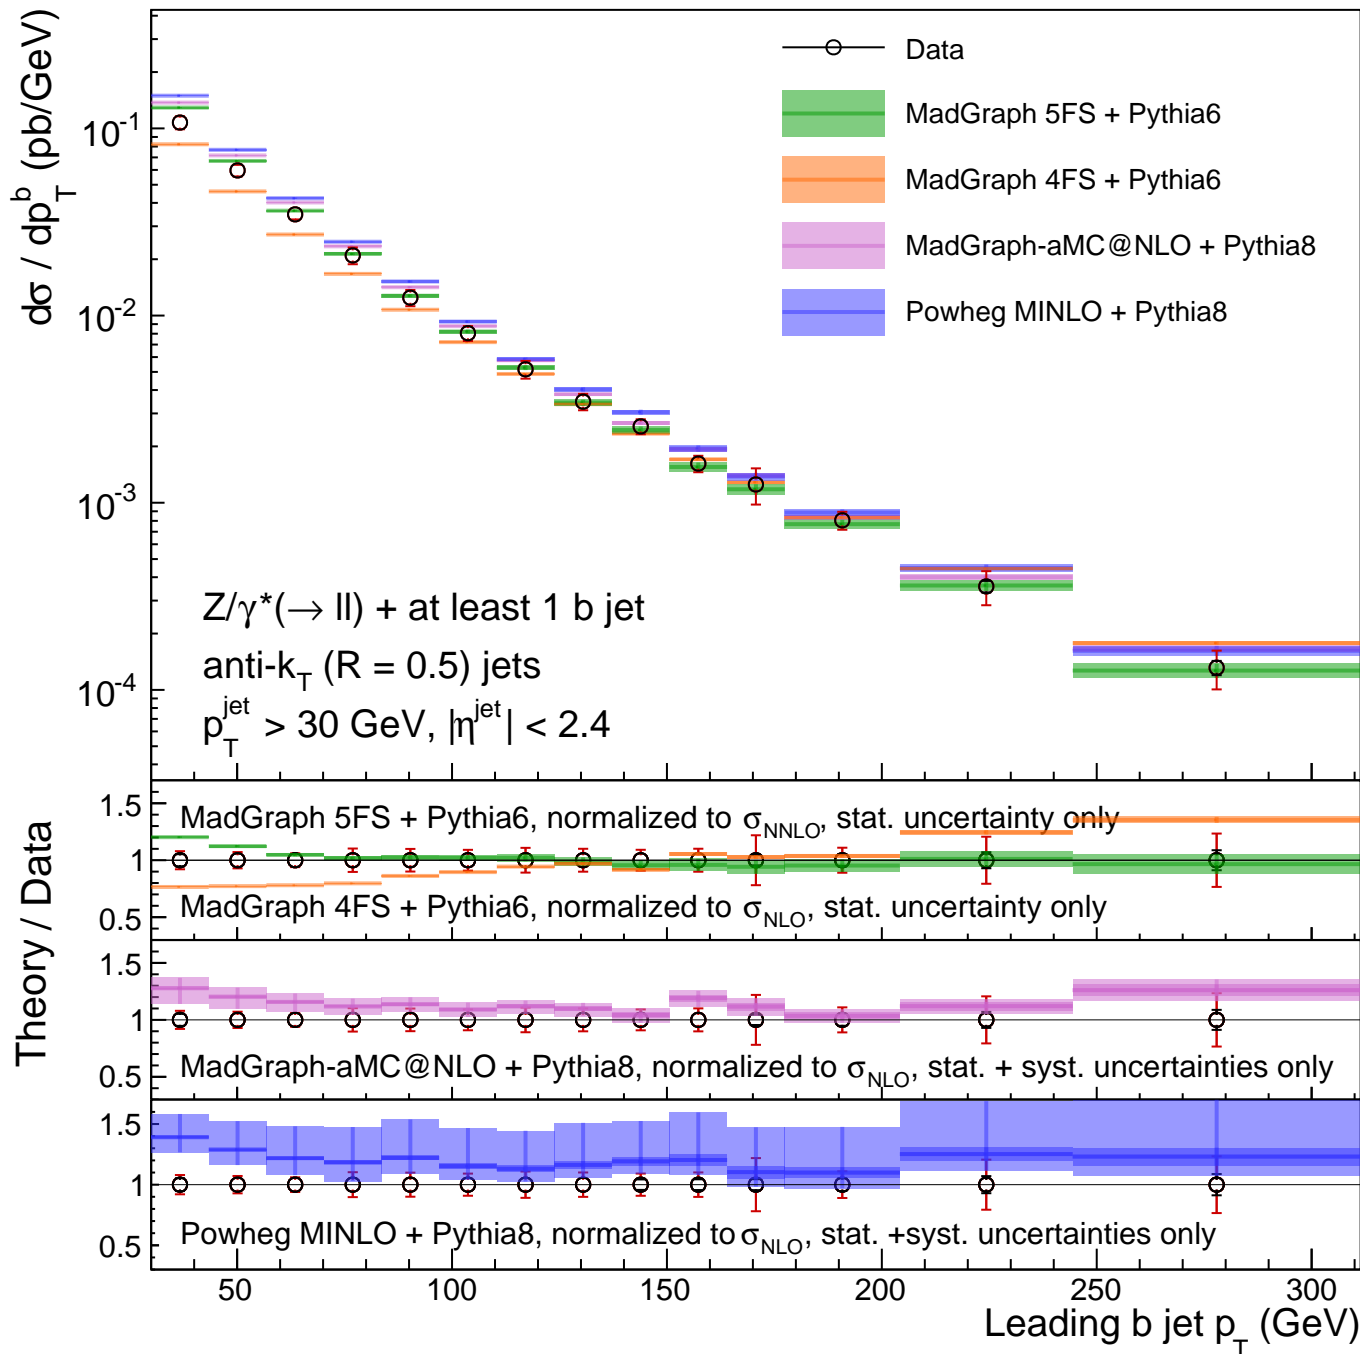 dσ / dp_T^b (pb/GeV)
10^-1
10^-2
10^-3
10^-4
Data
MadGraph 5FS + Pythia6
MadGraph 4FS + Pythia6
MadGraph-aMC@NLO + Pythia8
Powheg MINLO + Pythia8
Z/γ*(→ ll) + at least 1 b jet
anti-k_T (R = 0.5) jets
p_T^jet > 30 GeV, |η^jet| < 2.4
Theory / Data
1.5
1
0.5
MadGraph 5FS + Pythia6, normalized to σ_NNLO, stat. uncertainty only
MadGraph 4FS + Pythia6, normalized to σ_NLO, stat. uncertainty only
1.5
1
0.5
MadGraph-aMC@NLO + Pythia8, normalized to σ_NLO, stat. + syst. uncertainties only
1.5
1
0.5
Powheg MINLO + Pythia8, normalized to σ_NLO, stat. +syst. uncertainties only
50 100 150 200 250 300
Leading b jet p_T (GeV)